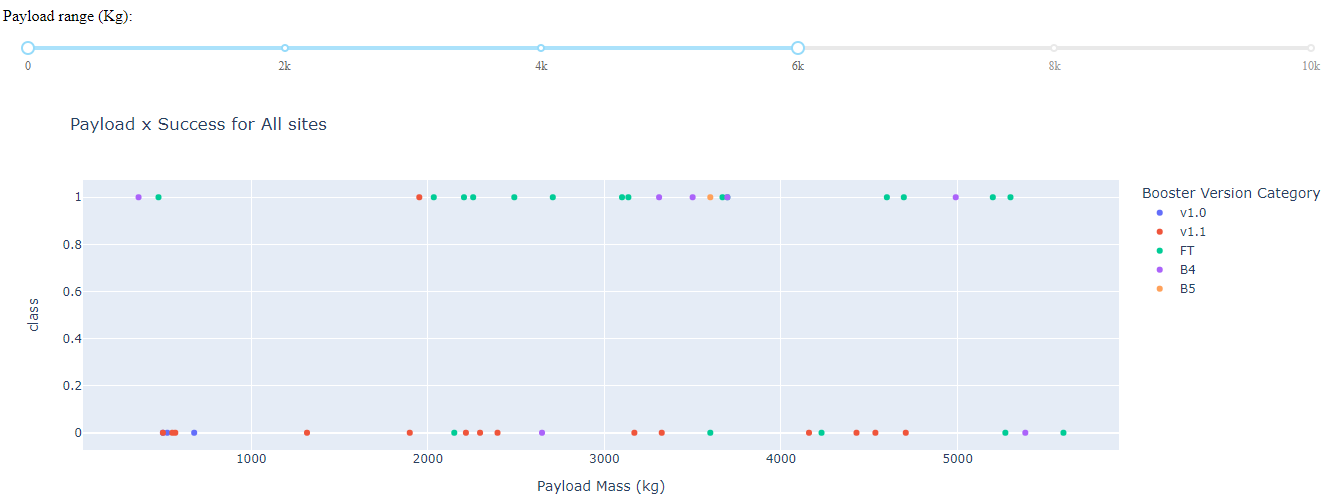 Payload range (Kg):
0 2k 4k 6k 8k 10k
Payload x Success for All sites
1
0.8
0.6
0.4
0.2
0
class
1000 2000 3000 4000 5000
Payload Mass (kg)
Booster Version Category
v1.0
v1.1
FT
B4
B5